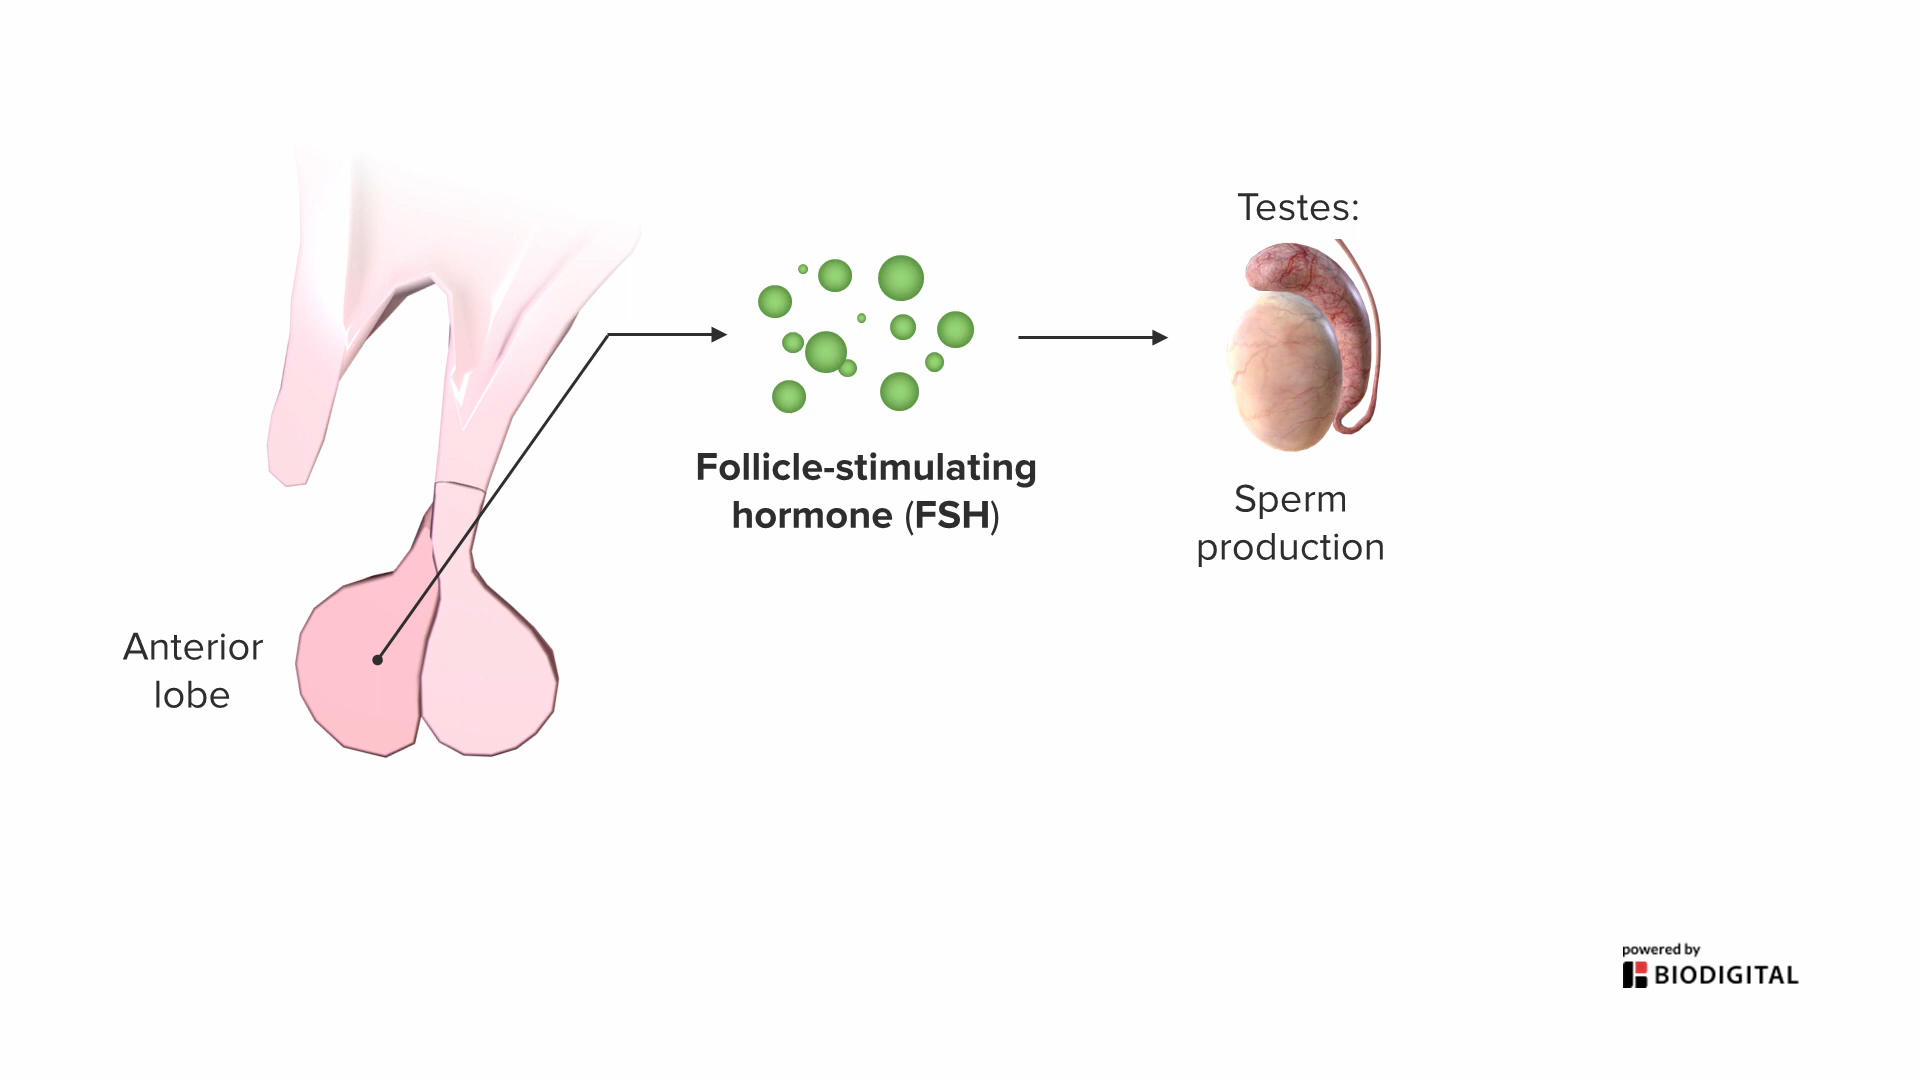 Testes:
Follicle-stimulating
hormone (FSH)
Sperm
production
Anterior
lobe
powered by
BIODIGITAL